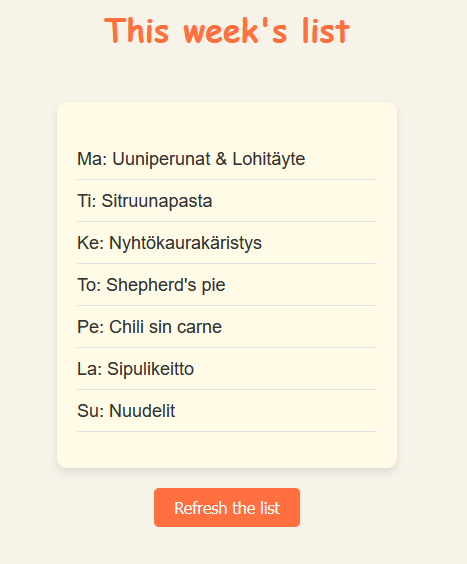 This week's list
Ma: Uuniperunat & Lohitäyte
Ti: Sitruunapasta
Ke: Nyhtökaurakäristys
To: Shepherd's pie
Pe: Chili sin carne
La: Sipulikeitto
Su: Nuudelit
Refresh the list